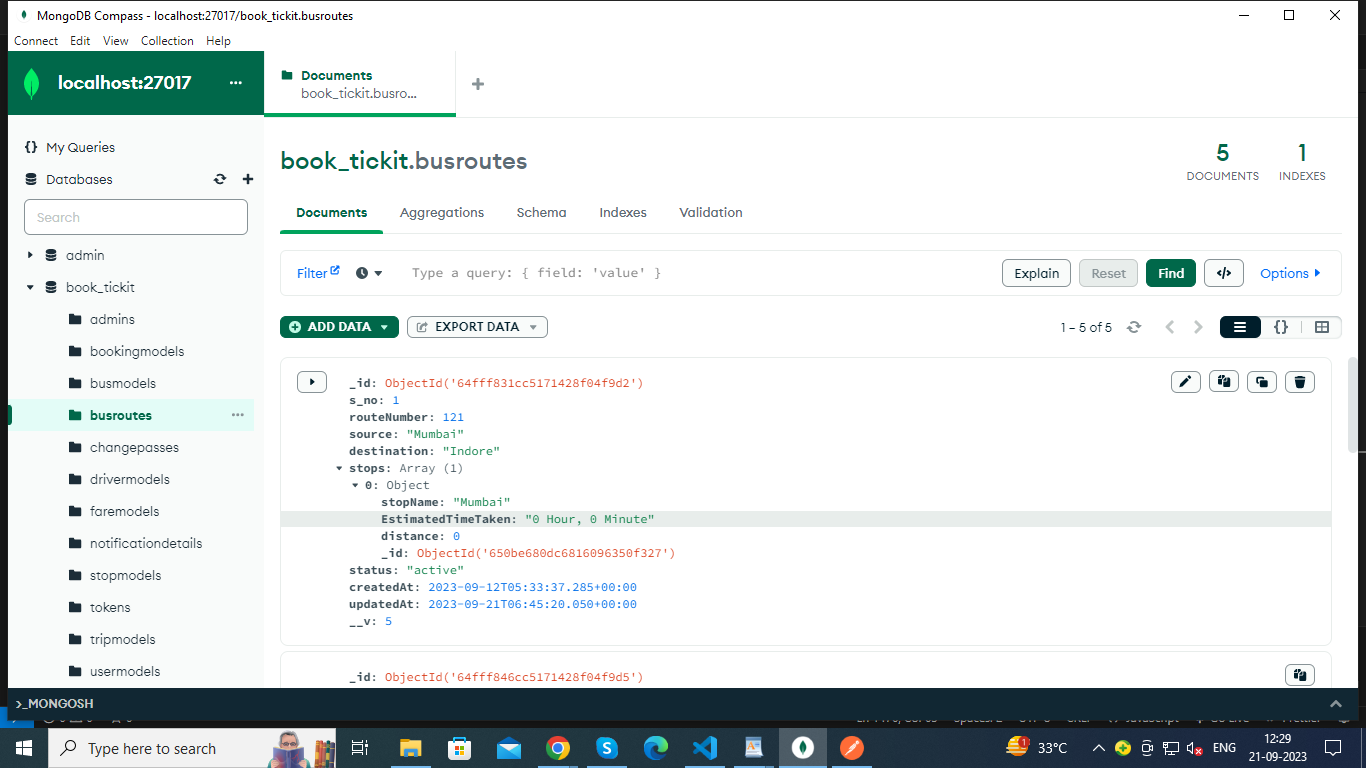 MongoDB Compass - localhost:27017/book_tickit.busroutes
Connect Edit View Collection Help
localhost:27017 ...
Documents
book_tickit.busro...
My Queries
Databases
Search
admin
book_tickit
admins
bookingmodels
busmodels
busroutes
changepasses
drivermodels
faremodels
notificationdetails
stopmodels
tokens
tripmodels
usermodels
book_tickit.busroutes
5
DOCUMENTS
1
INDEXES
Documents Aggregations Schema Indexes Validation
Filter Type a query: { field: 'value' } Explain Reset Find </> Options
ADD DATA EXPORT DATA 1 – 5 of 5 {}
_id: ObjectId('64fff831cc5171428f04f9d2')
s_no: 1
routeNumber: 121
source: "Mumbai"
destination: "Indore"
stops: Array (1)
0: Object
stopName: "Mumbai"
EstimatedTimeTaken: "0 Hour, 0 Minute"
distance: 0
_id: ObjectId('650be680dc6816096350f327')
status: "active"
createdAt: 2023-09-12T05:33:37.285+00:00
updatedAt: 2023-09-21T06:45:20.050+00:00
__v: 5
_id: ObjectId('64fff846cc5171428f04f9d5')
>_MONGOSH
Type here to search
33°C
ENG
12:29
21-09-2023